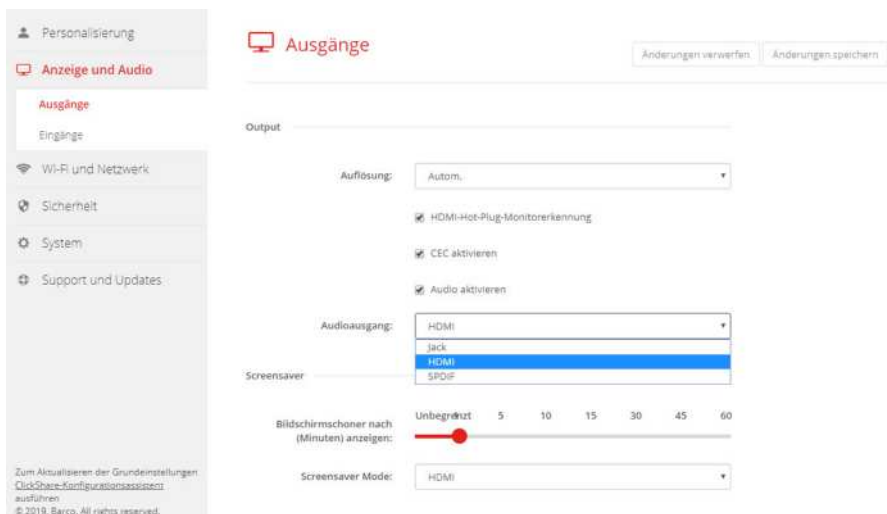 Personalisierung
Anzeige und Audio
Ausgänge
Eingänge
Wi-Fi und Netzwerk
Sicherheit
System
Support und Updates
Zum Aktualisieren der Grundeinstellungen
ClickShare-Konfigurationsassistent
ausführen
© 2019, Barco. All rights reserved.
Ausgänge
Änderungen verwerfen
Änderungen speichern
Output
Auflösung:
Autom.
HDMI-Hot-Plug-Monitorerkennung
CEC aktivieren
Audio aktivieren
Audioausgang:
HDMI
Jack
HDMI
SPDIF
Screensaver
Bildschirmschoner nach
(Minuten) anzeigen:
Unbegrenzt 5 10 15 30 45 60
Screensaver Mode:
HDMI